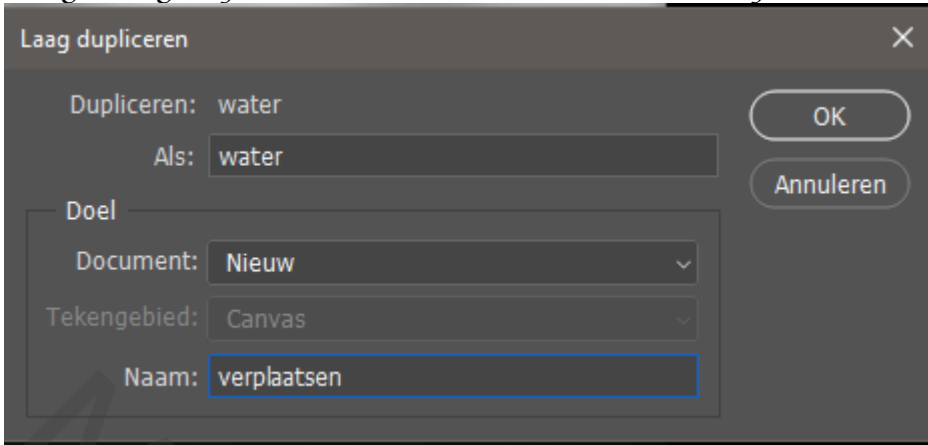 Laag dupliceren
Dupliceren: water
Als: water
OK
Annuleren
Doel
Document: Nieuw
Tekengebied: Canvas
Naam: verplaatsen